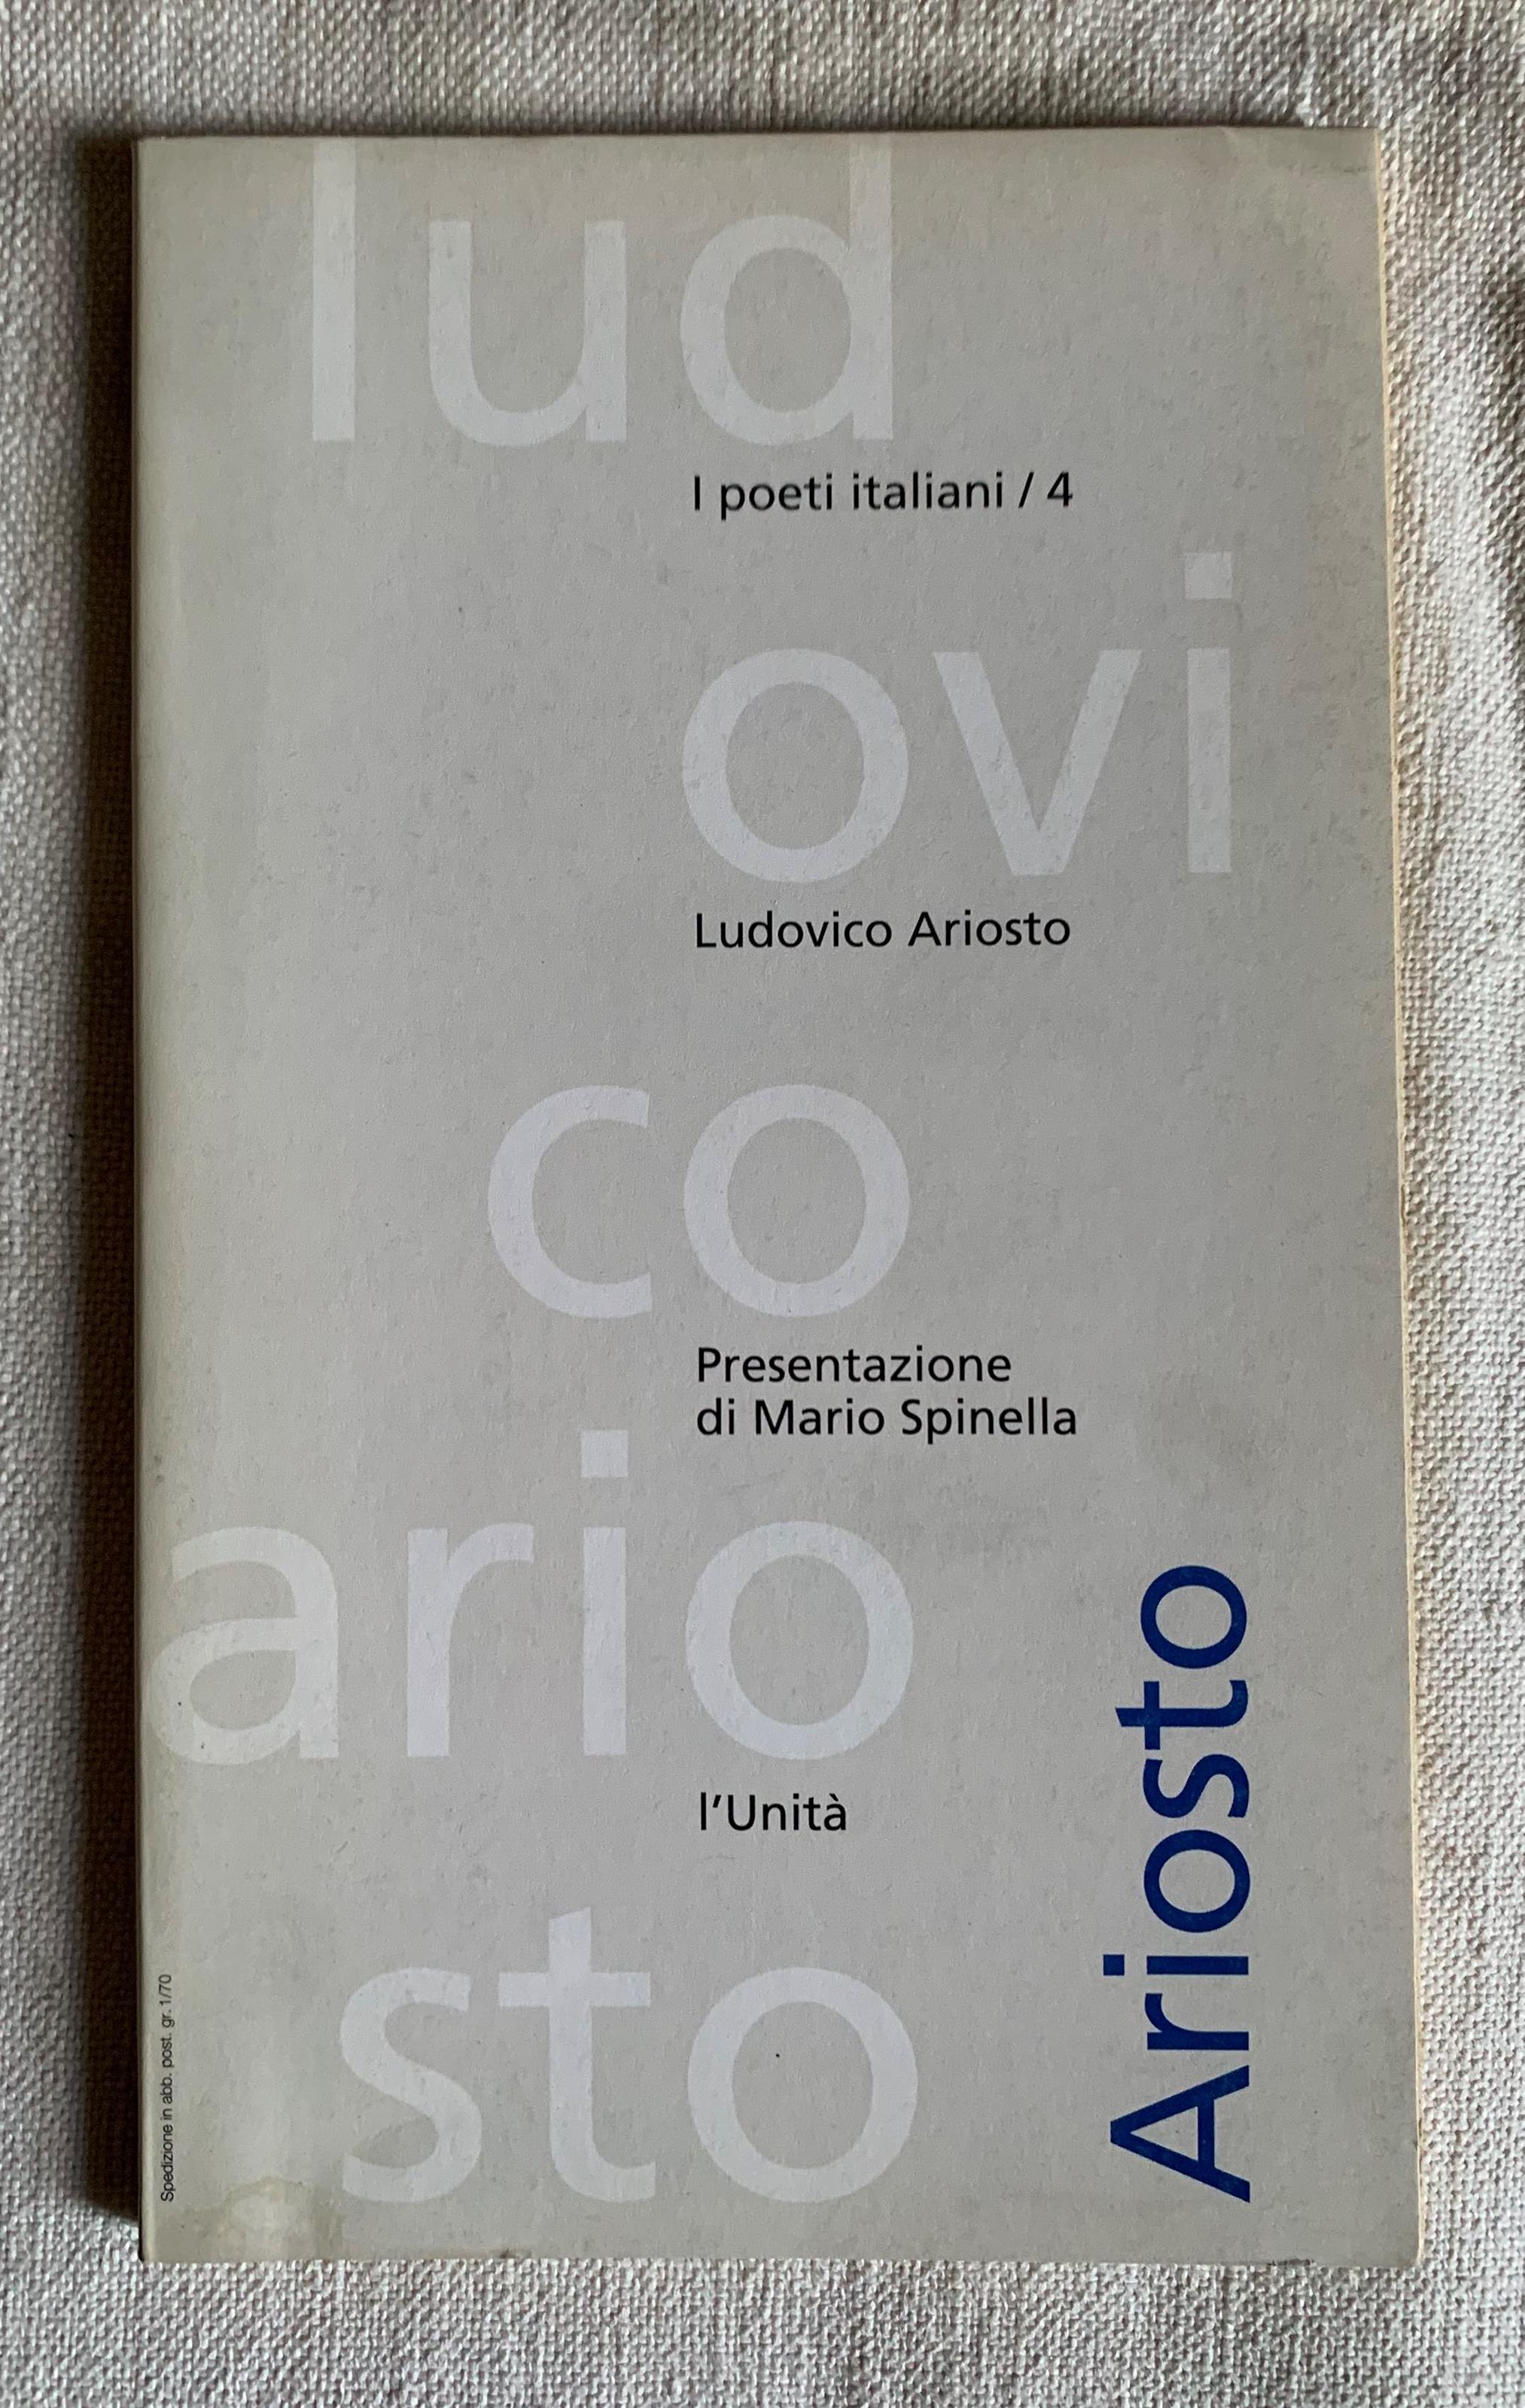 lud
I poeti italiani / 4
ovi
Ludovico Ariosto
co
Presentazione
di Mario Spinella
ario
l'Unità
sto
Ariosto
Spedizione in abb. post. gr. 1/70